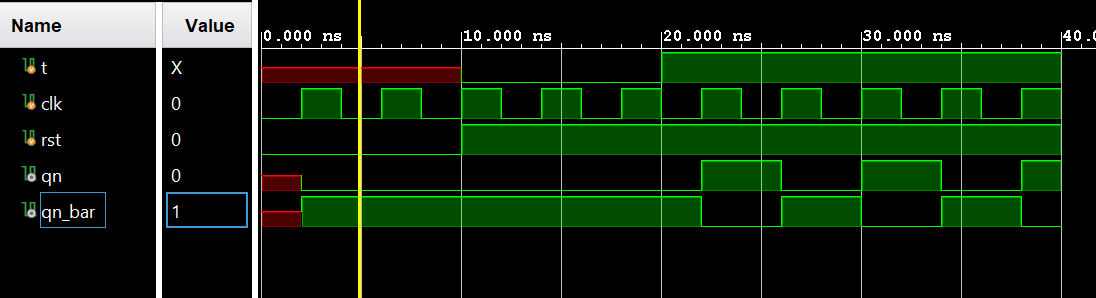 Name Value 0.000 ns 10.000 ns 20.000 ns 30.000 ns 40.0
t X
clk 0
rst 0
qn 0
qn_bar 1